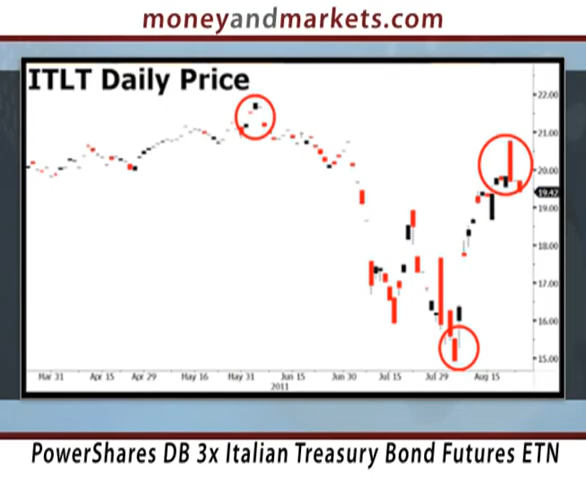 moneyandmarkets.com
ITLT Daily Price
22.00
21.00
20.00
19.42
19.00
18.00
17.00
16.00
15.00
Mar 31 Apr 15 Apr 29 May 16 May 31 Jun 15 Jun 30 Jul 15 Jul 29 Aug 15
2011
PowerShares DB 3x Italian Treasury Bond Futures ETN